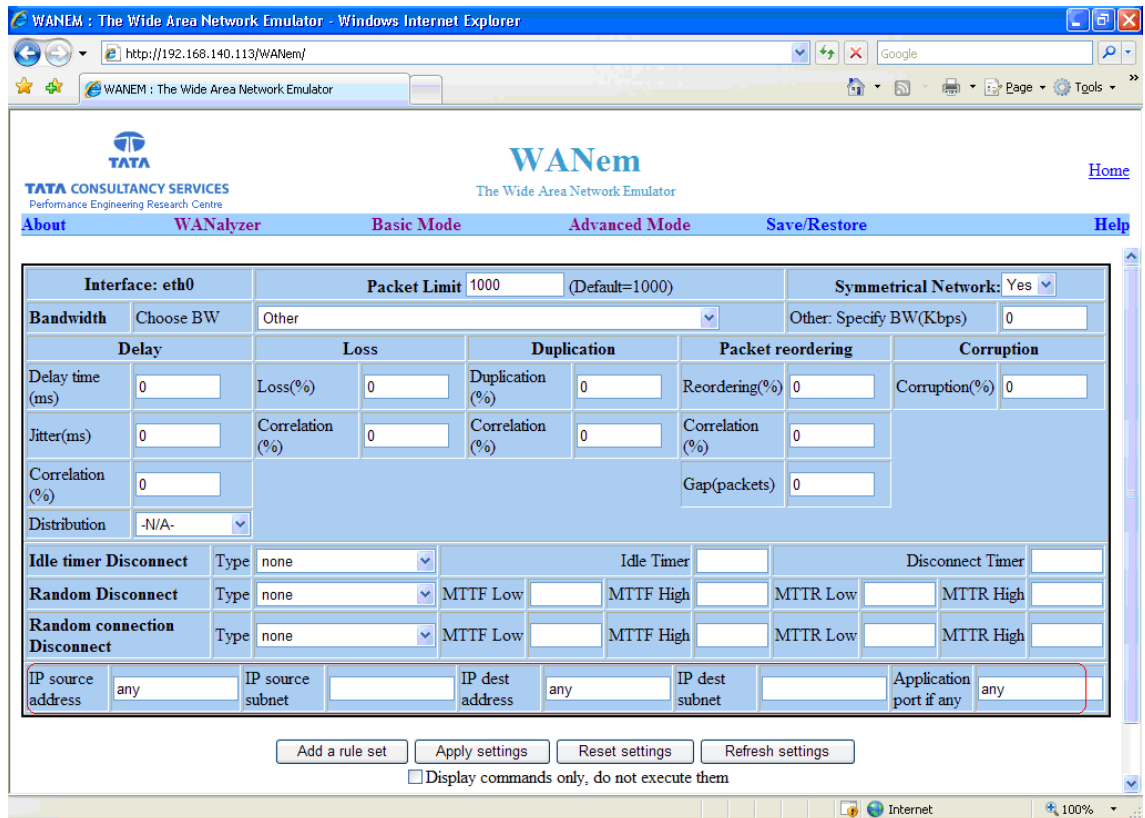 WANEM : The Wide Area Network Emulator - Windows Internet Explorer
http://192.168.140.113/WANem/
Google
WANEM : The Wide Area Network Emulator
Page
Tools
»
TATA
TATA CONSULTANCY SERVICES
Performance Engineering Research Centre
WANem
The Wide Area Network Emulator
Home
About WANalyzer Basic Mode Advanced Mode Save/Restore Help
Interface: eth0 Packet Limit 1000 (Default=1000) Symmetrical Network: Yes
Bandwidth Choose BW Other Other: Specify BW(Kbps) 0
Delay Loss Duplication Packet reordering Corruption
Delay time (ms) 0 Loss(%) 0 Duplication (%) 0 Reordering(%) 0 Corruption(%) 0
Jitter(ms) 0 Correlation (%) 0 Correlation (%) 0 Correlation (%) 0
Correlation (%) 0 Gap(packets) 0
Distribution -N/A-
Idle timer Disconnect Type none Idle Timer Disconnect Timer
Random Disconnect Type none MTTF Low MTTF High MTTR Low MTTR High
Random connection Disconnect Type none MTTF Low MTTF High MTTR Low MTTR High
IP source address any IP source subnet IP dest address any IP dest subnet Application port if any any
Add a rule set Apply settings Reset settings Refresh settings
Display commands only, do not execute them
Internet 100%